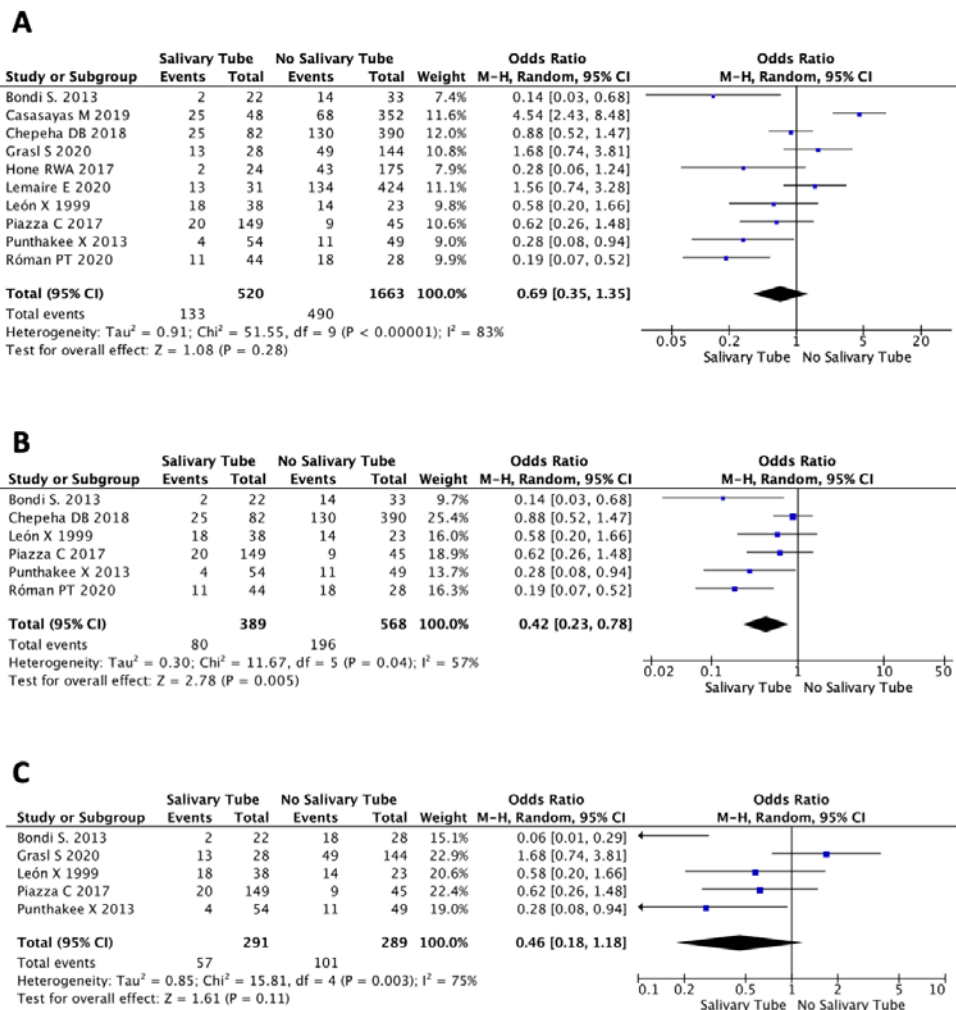 A
Salivary Tube No Salivary Tube Odds Ratio Odds Ratio
Study or Subgroup Events Total Events Total Weight M-H, Random, 95% CI M-H, Random, 95% CI
Bondi S. 2013 2 22 14 33 7.4% 0.14 [0.03, 0.68]
Casasayas M 2019 25 48 68 352 11.6% 4.54 [2.43, 8.48]
Chepeha DB 2018 25 82 130 390 12.0% 0.88 [0.52, 1.47]
Grasl S 2020 13 28 49 144 10.8% 1.68 [0.74, 3.81]
Hone RWA 2017 2 24 43 175 7.9% 0.28 [0.06, 1.24]
Lemaire E 2020 13 31 134 424 11.1% 1.56 [0.74, 3.28]
León X 1999 18 38 14 23 9.8% 0.58 [0.20, 1.66]
Piazza C 2017 20 149 9 45 10.6% 0.62 [0.26, 1.48]
Punthakee X 2013 4 54 11 49 9.0% 0.28 [0.08, 0.94]
Róman PT 2020 11 44 18 28 9.9% 0.19 [0.07, 0.52]
Total (95% CI) 520 1663 100.0% 0.69 [0.35, 1.35]
Total events 133 490
Heterogeneity: Tau² = 0.91; Chi² = 51.55, df = 9 (P < 0.00001); I² = 83%
Test for overall effect: Z = 1.08 (P = 0.28)
0.05 0.2 1 5 20
Salivary Tube No Salivary Tube
B
Salivary Tube No Salivary Tube Odds Ratio Odds Ratio
Study or Subgroup Events Total Events Total Weight M-H, Random, 95% CI M-H, Random, 95% CI
Bondi S. 2013 2 22 14 33 9.7% 0.14 [0.03, 0.68]
Chepeha DB 2018 25 82 130 390 25.4% 0.88 [0.52, 1.47]
León X 1999 18 38 14 23 16.0% 0.58 [0.20, 1.66]
Piazza C 2017 20 149 9 45 18.9% 0.62 [0.26, 1.48]
Punthakee X 2013 4 54 11 49 13.7% 0.28 [0.08, 0.94]
Róman PT 2020 11 44 18 28 16.3% 0.19 [0.07, 0.52]
Total (95% CI) 389 568 100.0% 0.42 [0.23, 0.78]
Total events 80 196
Heterogeneity: Tau² = 0.30; Chi² = 11.67, df = 5 (P = 0.04); I² = 57%
Test for overall effect: Z = 2.78 (P = 0.005)
0.02 0.1 1 10 50
Salivary Tube No Salivary Tube
C
Salivary Tube No Salivary Tube Odds Ratio Odds Ratio
Study or Subgroup Events Total Events Total Weight M-H, Random, 95% CI M-H, Random, 95% CI
Bondi S. 2013 2 22 18 28 15.1% 0.06 [0.01, 0.29]
Grasl S 2020 13 28 49 144 22.9% 1.68 [0.74, 3.81]
León X 1999 18 38 14 23 20.6% 0.58 [0.20, 1.66]
Piazza C 2017 20 149 9 45 22.4% 0.62 [0.26, 1.48]
Punthakee X 2013 4 54 11 49 19.0% 0.28 [0.08, 0.94]
Total (95% CI) 291 289 100.0% 0.46 [0.18, 1.18]
Total events 57 101
Heterogeneity: Tau² = 0.85; Chi² = 15.81, df = 4 (P = 0.003); I² = 75%
Test for overall effect: Z = 1.61 (P = 0.11)
0.1 0.2 0.5 1 2 5 10
Salivary Tube No Salivary Tube